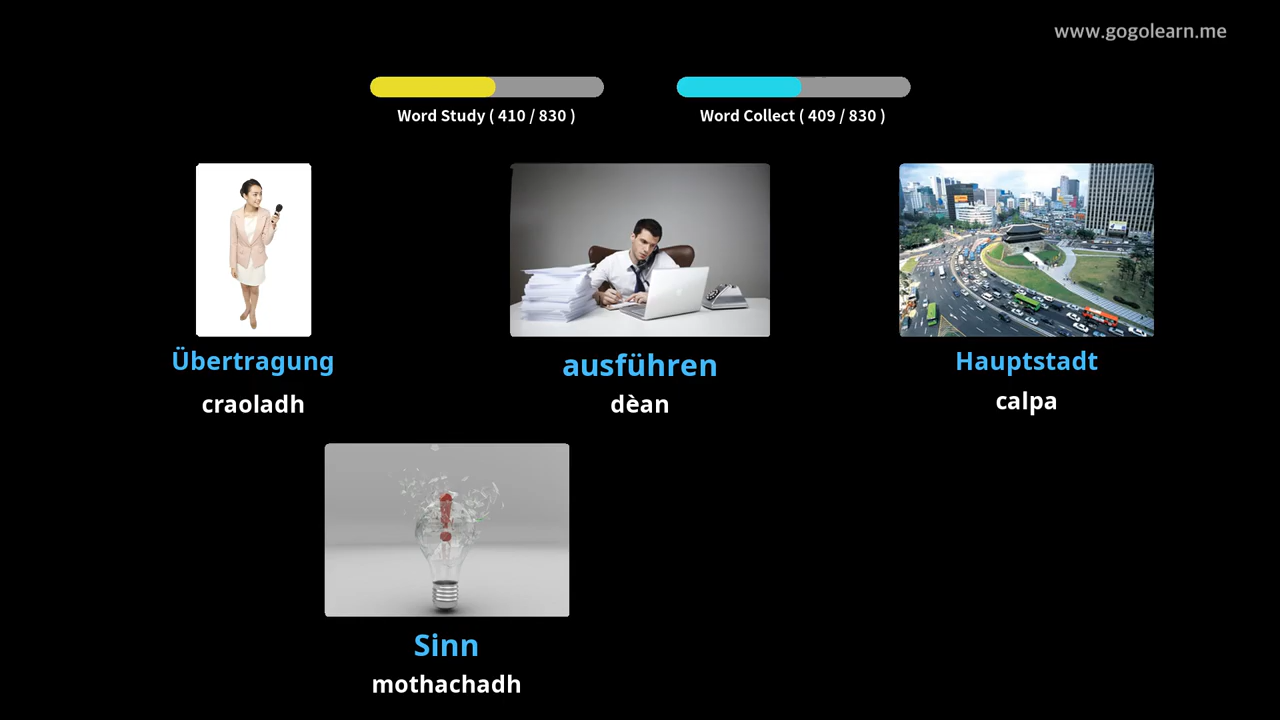 www.gogolearn.me
Word Study ( 410 / 830 )
Word Collect ( 409 / 830 )
Übertragung
craoladh
ausführen
dèan
Hauptstadt
calpa
Sinn
mothachadh